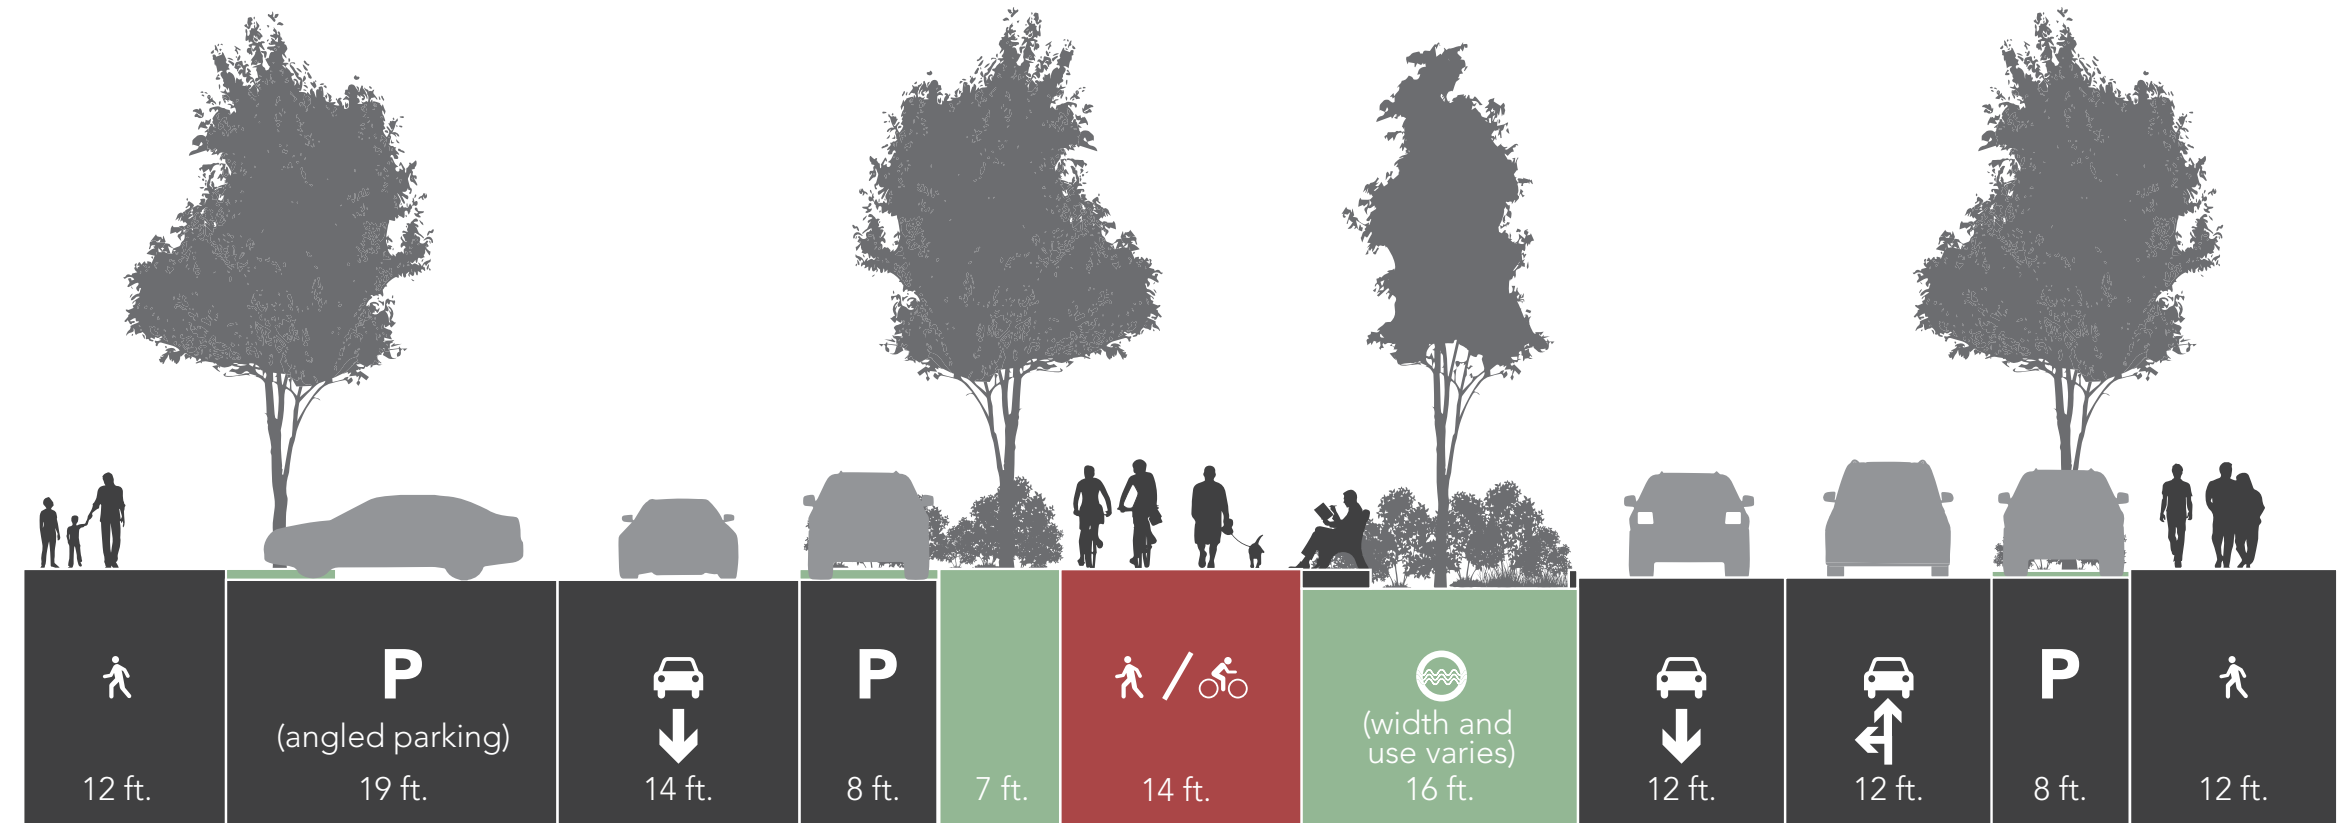 P
P
P
(angled parking)
(width and
use varies)
12 ft.
19 ft.
14 ft.
8 ft.
7 ft.
14 ft.
16 ft.
12 ft.
12 ft.
8 ft.
12 ft.